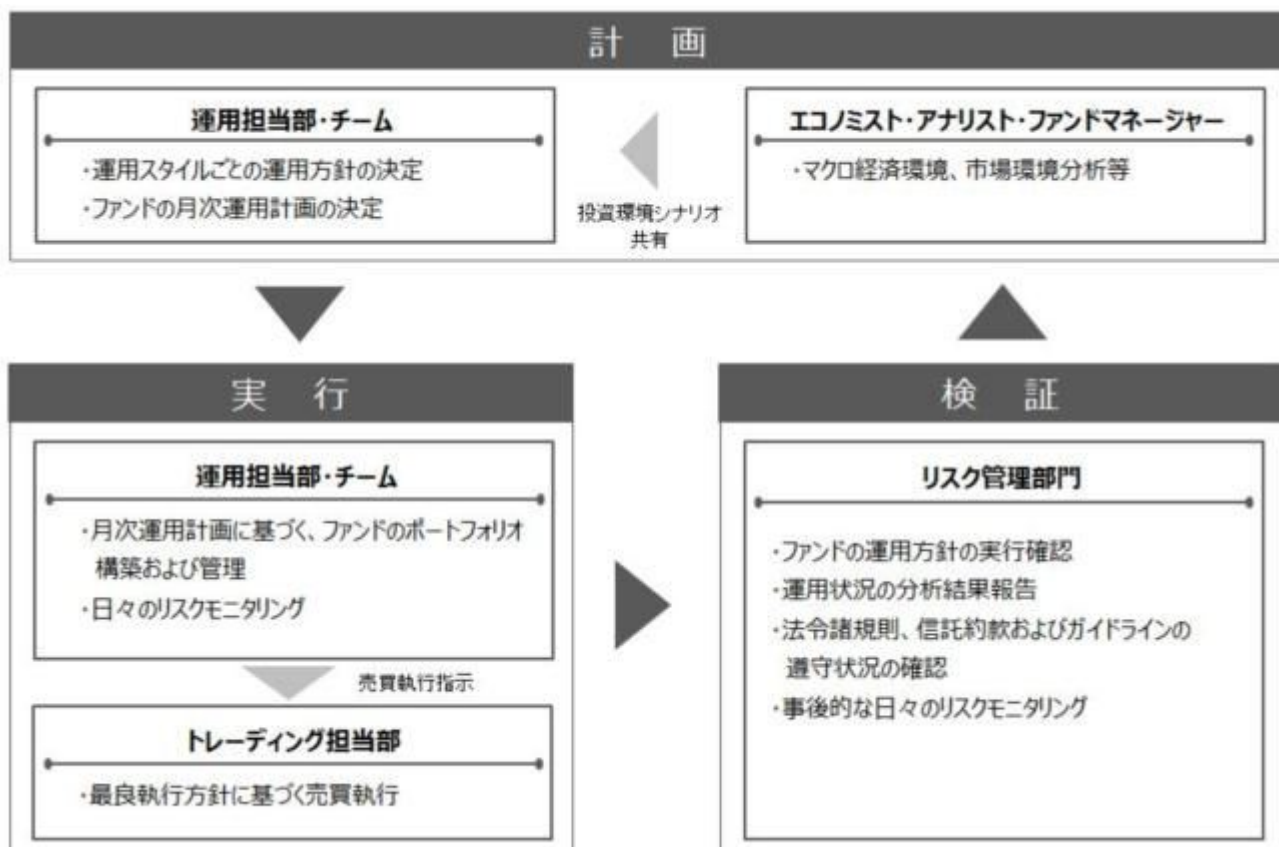 計 画
運用担当部・チーム
・運用スタイルごとの運用方針の決定
・ファンドの月次運用計画の決定
投資環境シナリオ
共有
エコノミスト・アナリスト・ファンドマネージャー
・マクロ経済環境、市場環境分析等
実 行
運用担当部・チーム
・月次運用計画に基づく、ファンドのポートフォリオ
構築および管理
・日々のリスクモニタリング
売買執行指示
トレーディング担当部
・最良執行方針に基づく売買執行
検 証
リスク管理部門
・ファンドの運用方針の実行確認
・運用状況の分析結果報告
・法令諸規則、信託約款およびガイドラインの
遵守状況の確認
・事後的な日々のリスクモニタリング